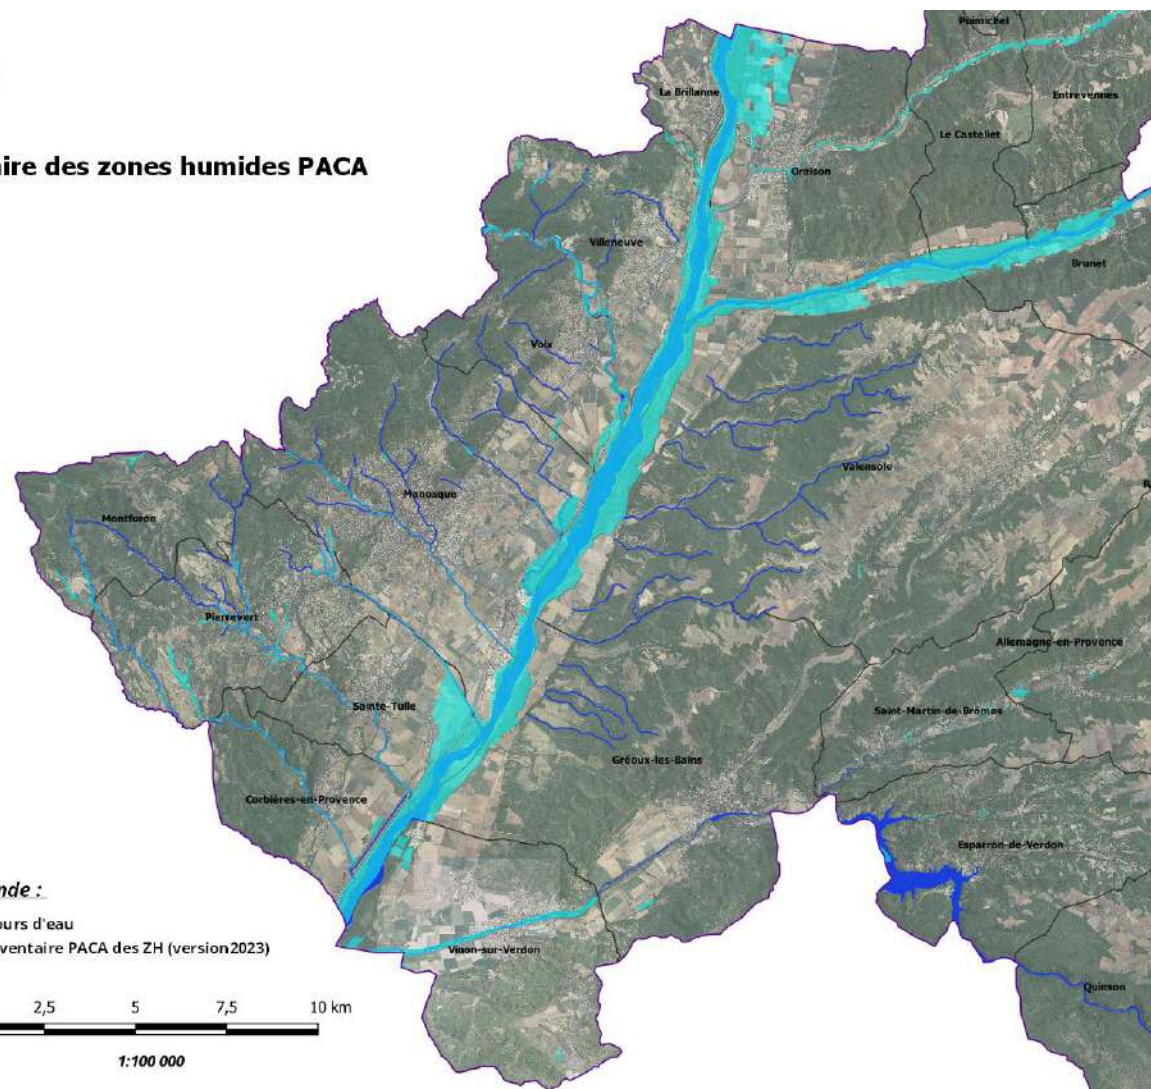 Puimichel
La Brillanne
Entrevennes
Le Castellet
aire des zones humides PACA
Oraison
Villeneuve
Brunet
Volx
Valensole
Manosque
Montfuron
Pierrevert
Allemagne-en-Provence
Sainte-Tulle
Saint-Martin-de-Brômes
Gréoux-les-Bains
Corbières-en-Provence
Esparron-de-Verdon
nde :
ours d'eau
ventaire PACA des ZH (version2023)
Vinon-sur-Verdon
Quinson
2,5 5 7,5 10 km
1:100 000